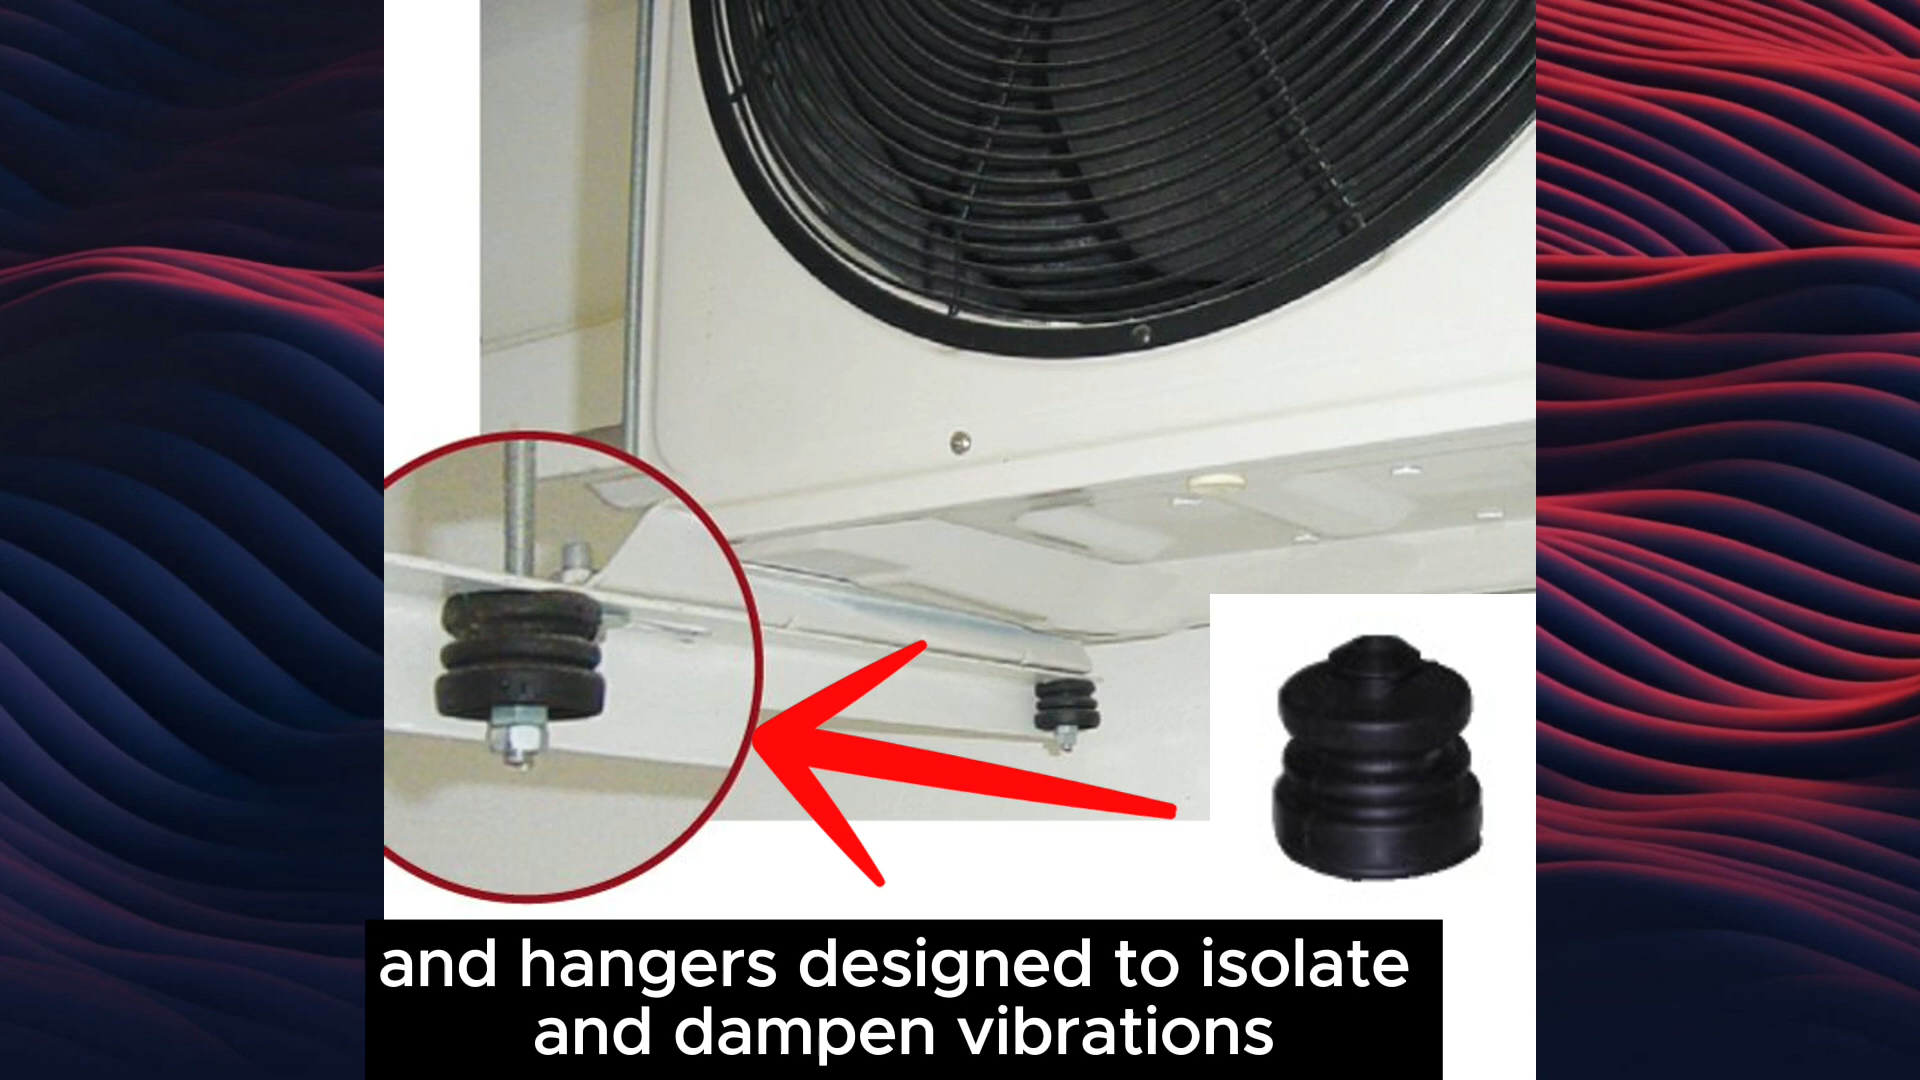 and hangers designed to isolate
and dampen vibrations